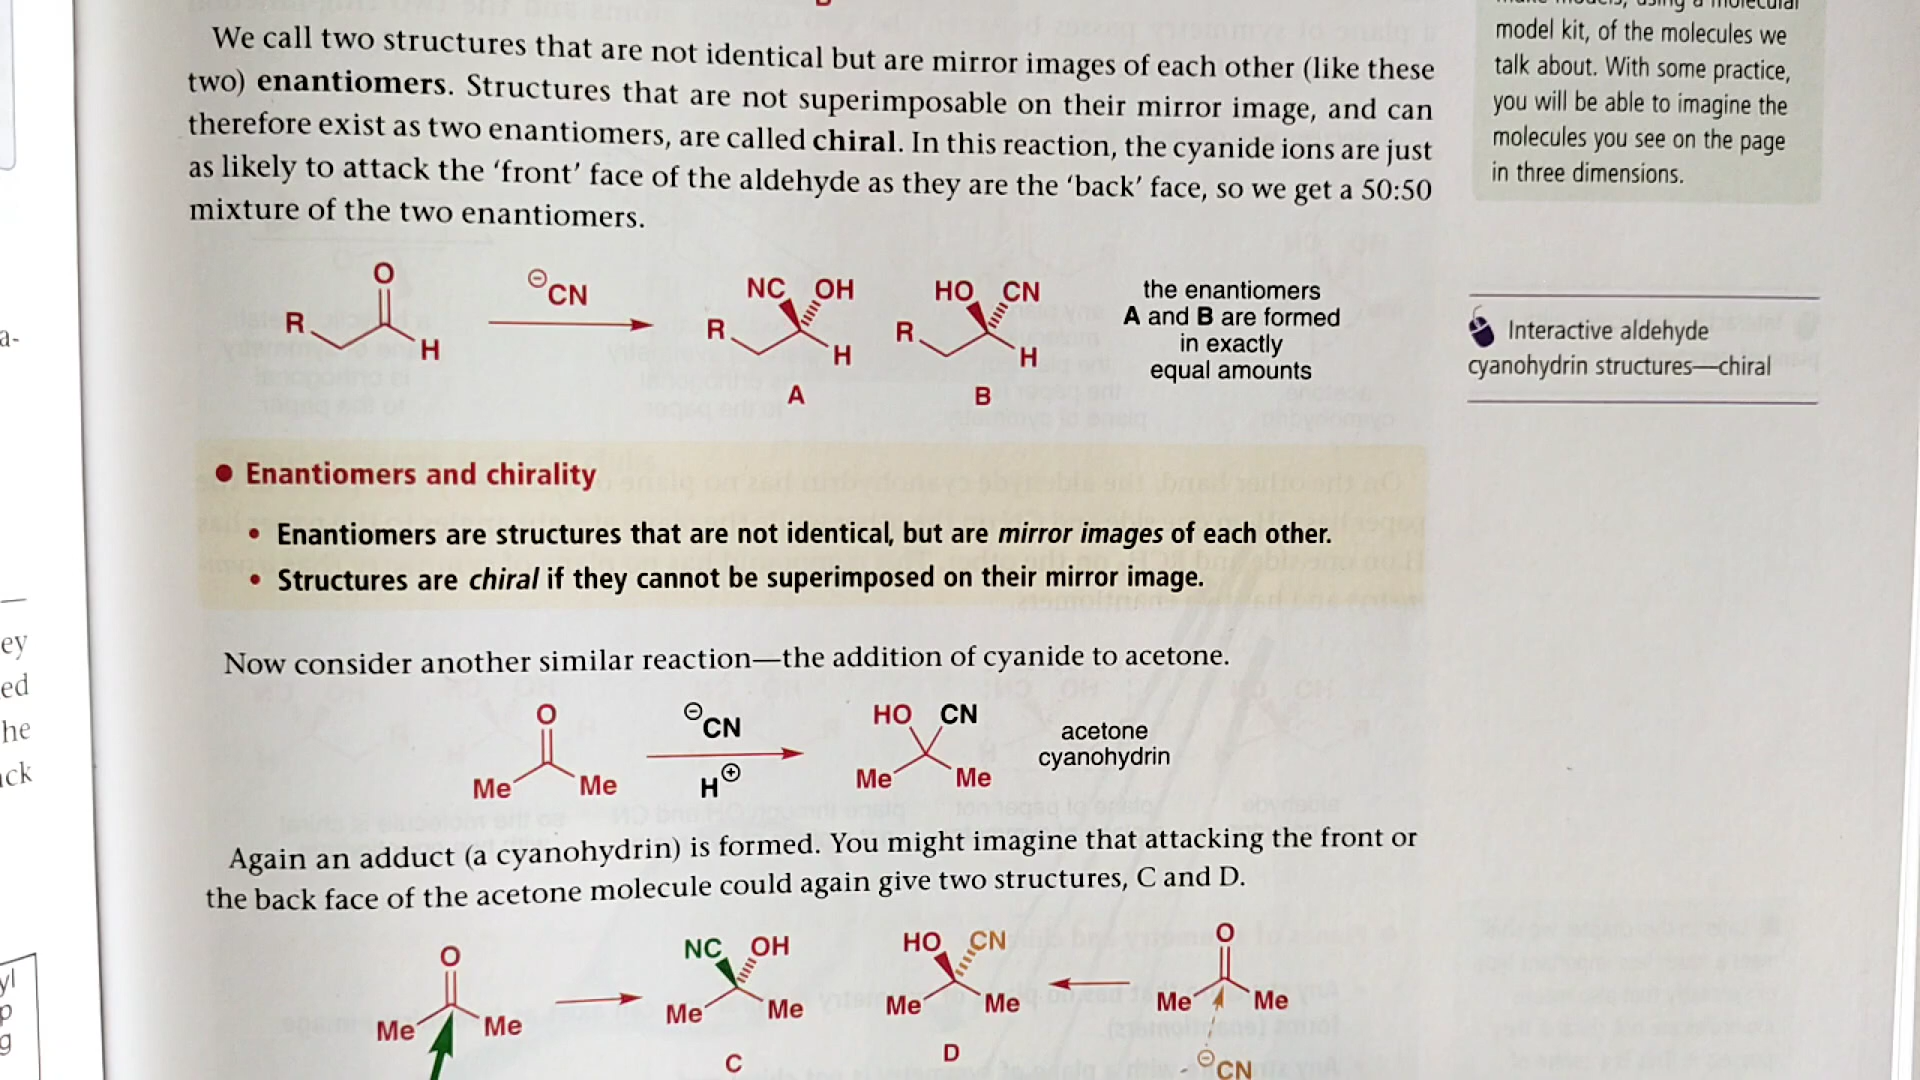 We call two structures that are not identical but are mirror images of each other (like these
two) enantiomers. Structures that are not superimposable on their mirror image, and can
therefore exist as two enantiomers, are called chiral. In this reaction, the cyanide ions are just
as likely to attack the ‘front’ face of the aldehyde as they are the ‘back’ face, so we get a 50:50
mixture of the two enantiomers.
O
R
H
⊖CN
NC OH
R
H
A
HO CN
R
H
B
the enantiomers
A and B are formed
in exactly
equal amounts
● Enantiomers and chirality
• Enantiomers are structures that are not identical, but are mirror images of each other.
• Structures are chiral if they cannot be superimposed on their mirror image.
Now consider another similar reaction—the addition of cyanide to acetone.
O
Me Me
⊖CN
H⊕
HO CN
Me Me
acetone
cyanohydrin
Again an adduct (a cyanohydrin) is formed. You might imagine that attacking the front or
the back face of the acetone molecule could again give two structures, C and D.
O
Me Me
NC OH
Me Me
C
HO CN
Me Me
D
O
Me Me
⊖CN
model kit, of the molecules we
talk about. With some practice,
you will be able to imagine the
molecules you see on the page
in three dimensions.
Interactive aldehyde
cyanohydrin structures—chiral